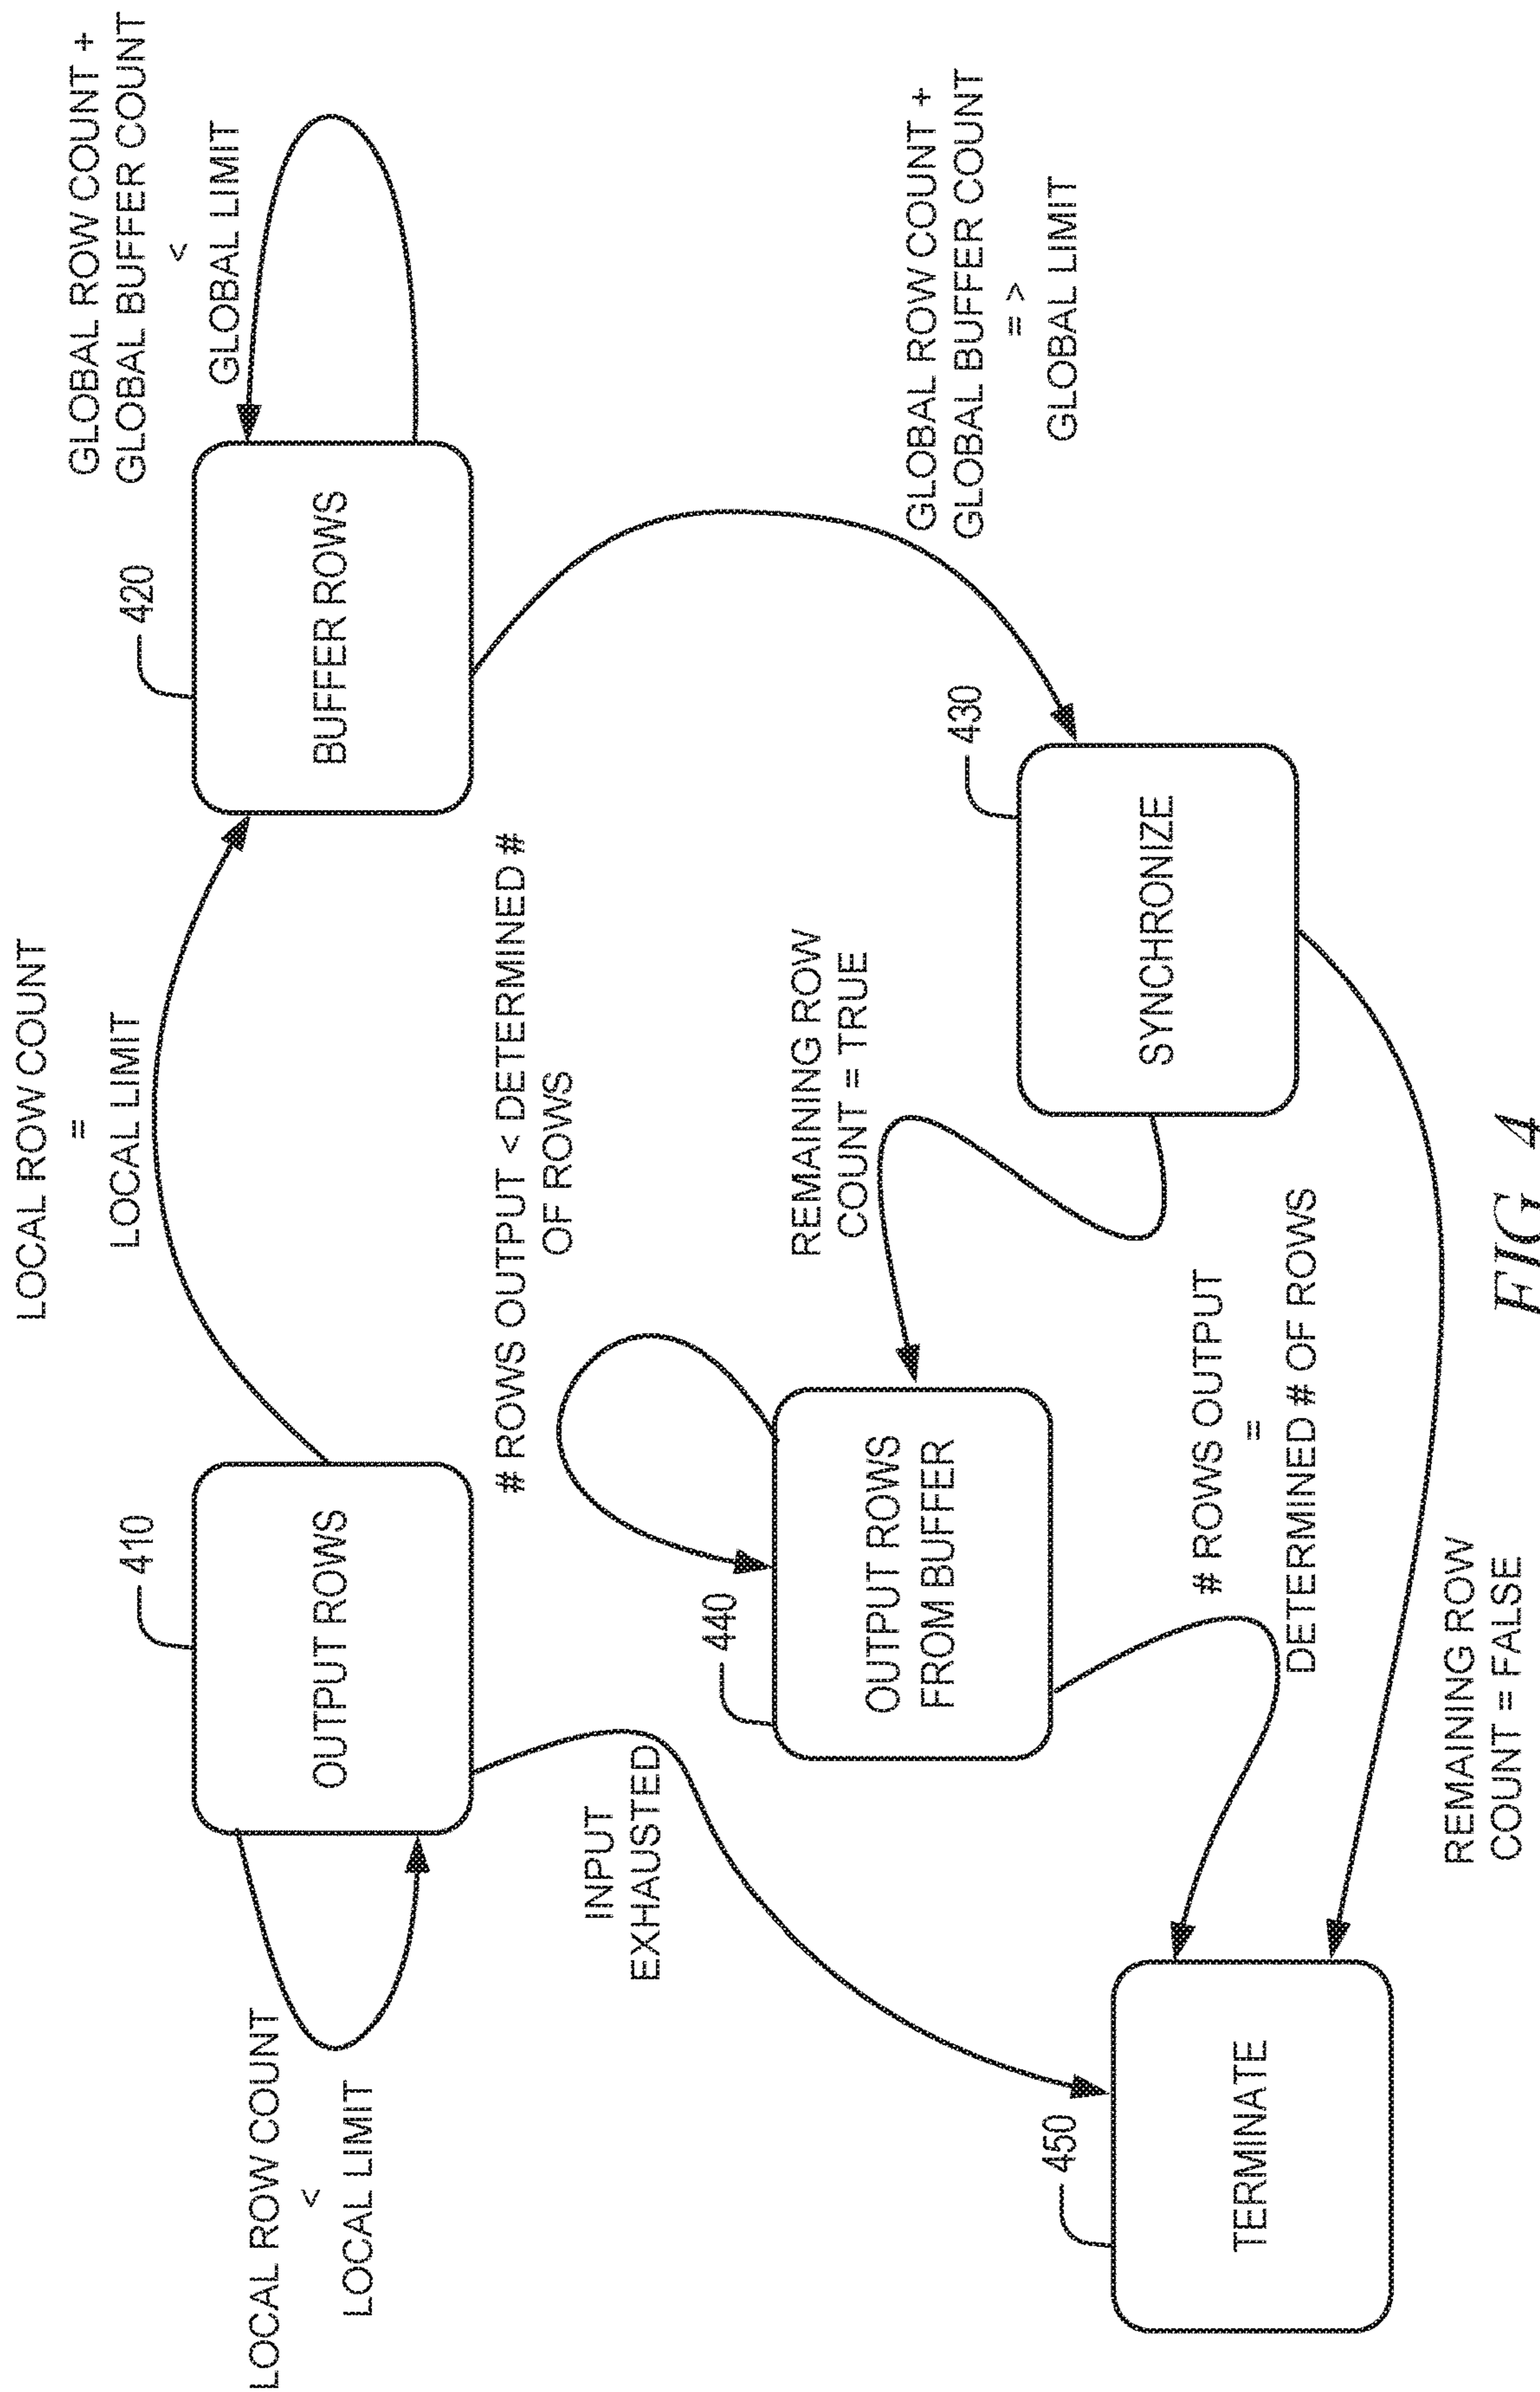 LOCAL ROW COUNT
=
LOCAL LIMIT
GLOBAL ROW COUNT +
GLOBAL BUFFER COUNT
<
GLOBAL LIMIT
LOCAL ROW COUNT
<
LOCAL LIMIT
410
OUTPUT ROWS
420
BUFFER ROWS
# ROWS OUTPUT < DETERMINED #
OF ROWS
INPUT
EXHAUSTED
440
OUTPUT ROWS
FROM BUFFER
REMAINING ROW
COUNT = TRUE
GLOBAL ROW COUNT +
GLOBAL BUFFER COUNT
= >
GLOBAL LIMIT
430
SYNCHRONIZE
# ROWS OUTPUT
=
DETERMINED # OF ROWS
450
TERMINATE
REMAINING ROW
COUNT = FALSE
FIG 4